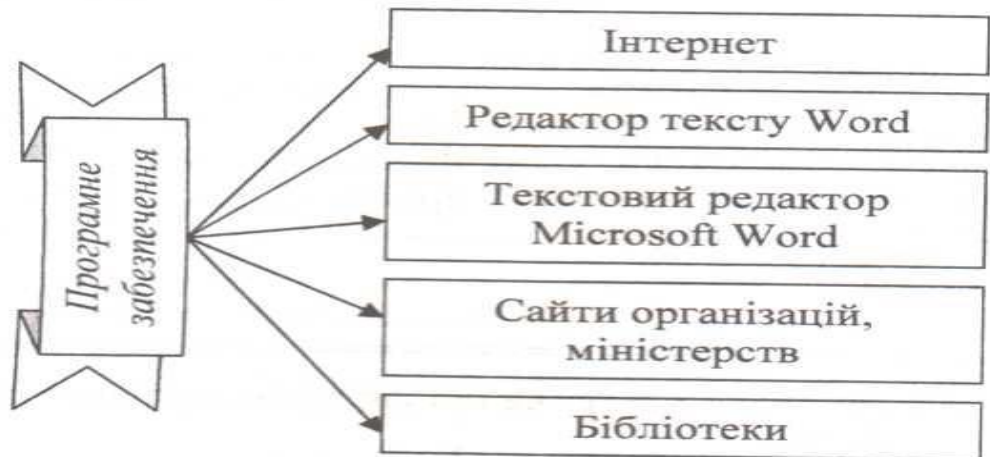 Програмне
забезпечення
Інтернет
Редактор тексту Word
Текстовий редактор
Microsoft Word
Сайти організацій,
міністерств
Бібліотеки